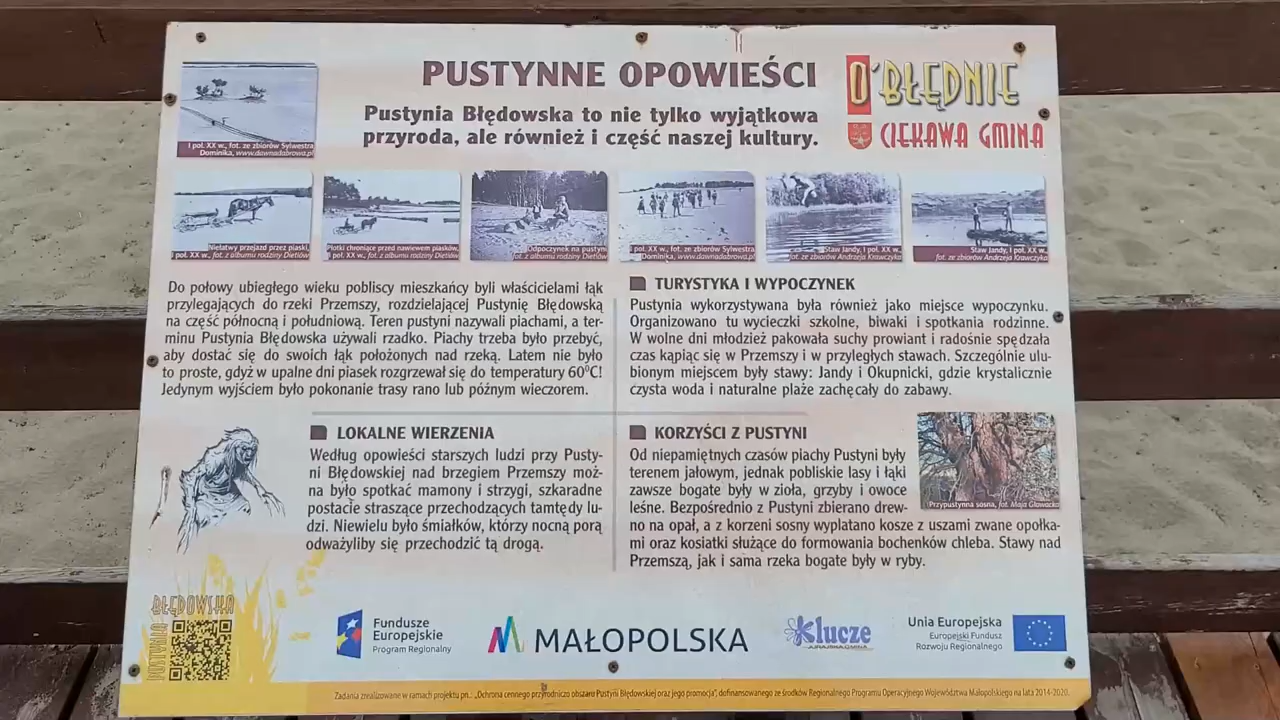 PUSTYNNE OPOWIEŚCI
Pustynia Błędowska to nie tylko wyjątkowa
przyroda, ale również i część naszej kultury.
O'BŁĘDNIE
CIEKAWA GMINA
I poł. XX w., fot. ze zbiorów Sylwestra
Dominika, www.dawnadabrowa.pl
Niełatwy przejazd przez piaski,
I poł. XX w., fot. z albumu rodziny Dietlów
Płotki chroniące przed nawiewem piasków,
I poł. XX w., fot. z albumu rodziny Dietlów
Odpoczynek na pustyni
fot. z albumu rodziny Dietlów
I poł. XX w., fot. ze zbiorów Sylwestra
Dominika, www.dawnadabrowa.pl
Staw Jandy, I poł. XX w.,
fot. ze zbiorów Andrzeja Krawczyka
Staw Jandy, I poł. XX w.,
fot. ze zbiorów Andrzeja Krawczyka
Do połowy ubiegłego wieku pobliscy mieszkańcy byli właścicielami łąk
przylegających do rzeki Przemszy, rozdzielającej Pustynię Błędowską
na część północną i południową. Teren pustyni nazywali piachami, a ter-
minu Pustynia Błędowska używali rzadko. Piachy trzeba było przebyć,
aby dostać się do swoich łąk położonych nad rzeką. Latem nie było
to proste, gdyż w upalne dni piasek rozgrzewał się do temperatury 60°C!
Jedynym wyjściem było pokonanie trasy rano lub późnym wieczorem.
TURYSTYKA I WYPOCZYNEK
Pustynia wykorzystywana była również jako miejsce wypoczynku.
Organizowano tu wycieczki szkolne, biwaki i spotkania rodzinne.
W wolne dni młodzież pakowała suchy prowiant i radośnie spędzała
czas kąpiąc się w Przemszy i w przyległych stawach. Szczególnie ulu-
bionym miejscem były stawy: Jandy i Okupnicki, gdzie krystalicznie
czysta woda i naturalne plaże zachęcały do zabawy.
LOKALNE WIERZENIA
Według opowieści starszych ludzi przy Pusty-
ni Błędowskiej nad brzegiem Przemszy moż-
na było spotkać mamony i strzygi, szkaradne
postacie straszące przechodzących tamtędy lu-
dzi. Niewielu było śmiałków, którzy nocną porą
odważyliby się przechodzić tą drogą.
KORZYŚCI Z PUSTYNI
Od niepamiętnych czasów piachy Pustyni były
terenem jałowym, jednak pobliskie lasy i łąki
zawsze bogate były w zioła, grzyby i owoce
leśne. Bezpośrednio z Pustyni zbierano drew-
no na opał, a z korzeni sosny wyplatano kosze z uszami zwane opołka-
mi oraz kosiatki służące do formowania bochenków chleba. Stawy nad
Przemszą, jak i sama rzeka bogate były w ryby.
Przypustynna sosna, fot. Maja Głowacka
PUSTYNIA BŁĘDOWSKA
Fundusze
Europejskie
Program Regionalny
MAŁOPOLSKA
Klucze
JURAJSKA GMINA
Unia Europejska
Europejski Fundusz
Rozwoju Regionalnego
Zadania zrealizowane w ramach projektu pn.: „Ochrona cennego przyrodniczo obszaru Pustyni Błędowskiej oraz jego promocja”, dofinansowanego ze środków Regionalnego Programu Operacyjnego Województwa Małopolskiego na lata 2014-2020.